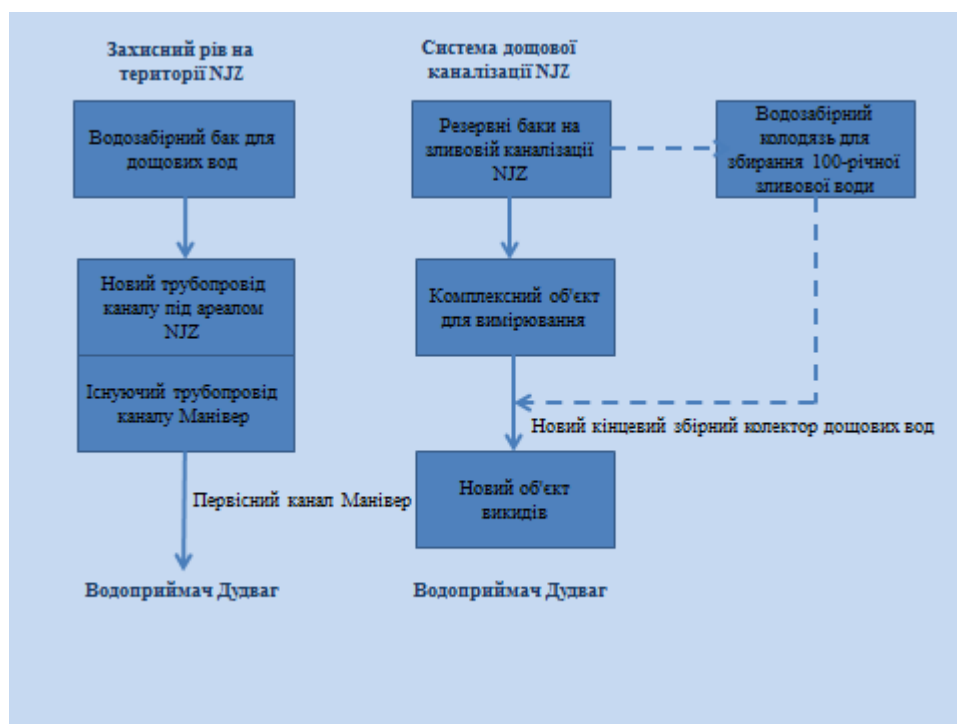 Захисний рів на
території NJZ
Водозабірний бак для
дощових вод
Новий трубопровід
каналу під ареалом
NJZ
Існуючий трубопровід
каналу Манівер
Первісний канал Манівер
Водоприймач Дудваг
Система дощової
каналізації NJZ
Резервні баки на
зливовій каналізації
NJZ
Водозабірний
колодязь для
збирання 100-річної
зливової води
Комплексний об'єкт
для вимірювання
Новий кінцевий збірний колектор дощових вод
Новий об'єкт
викидів
Водоприймач Дудваг